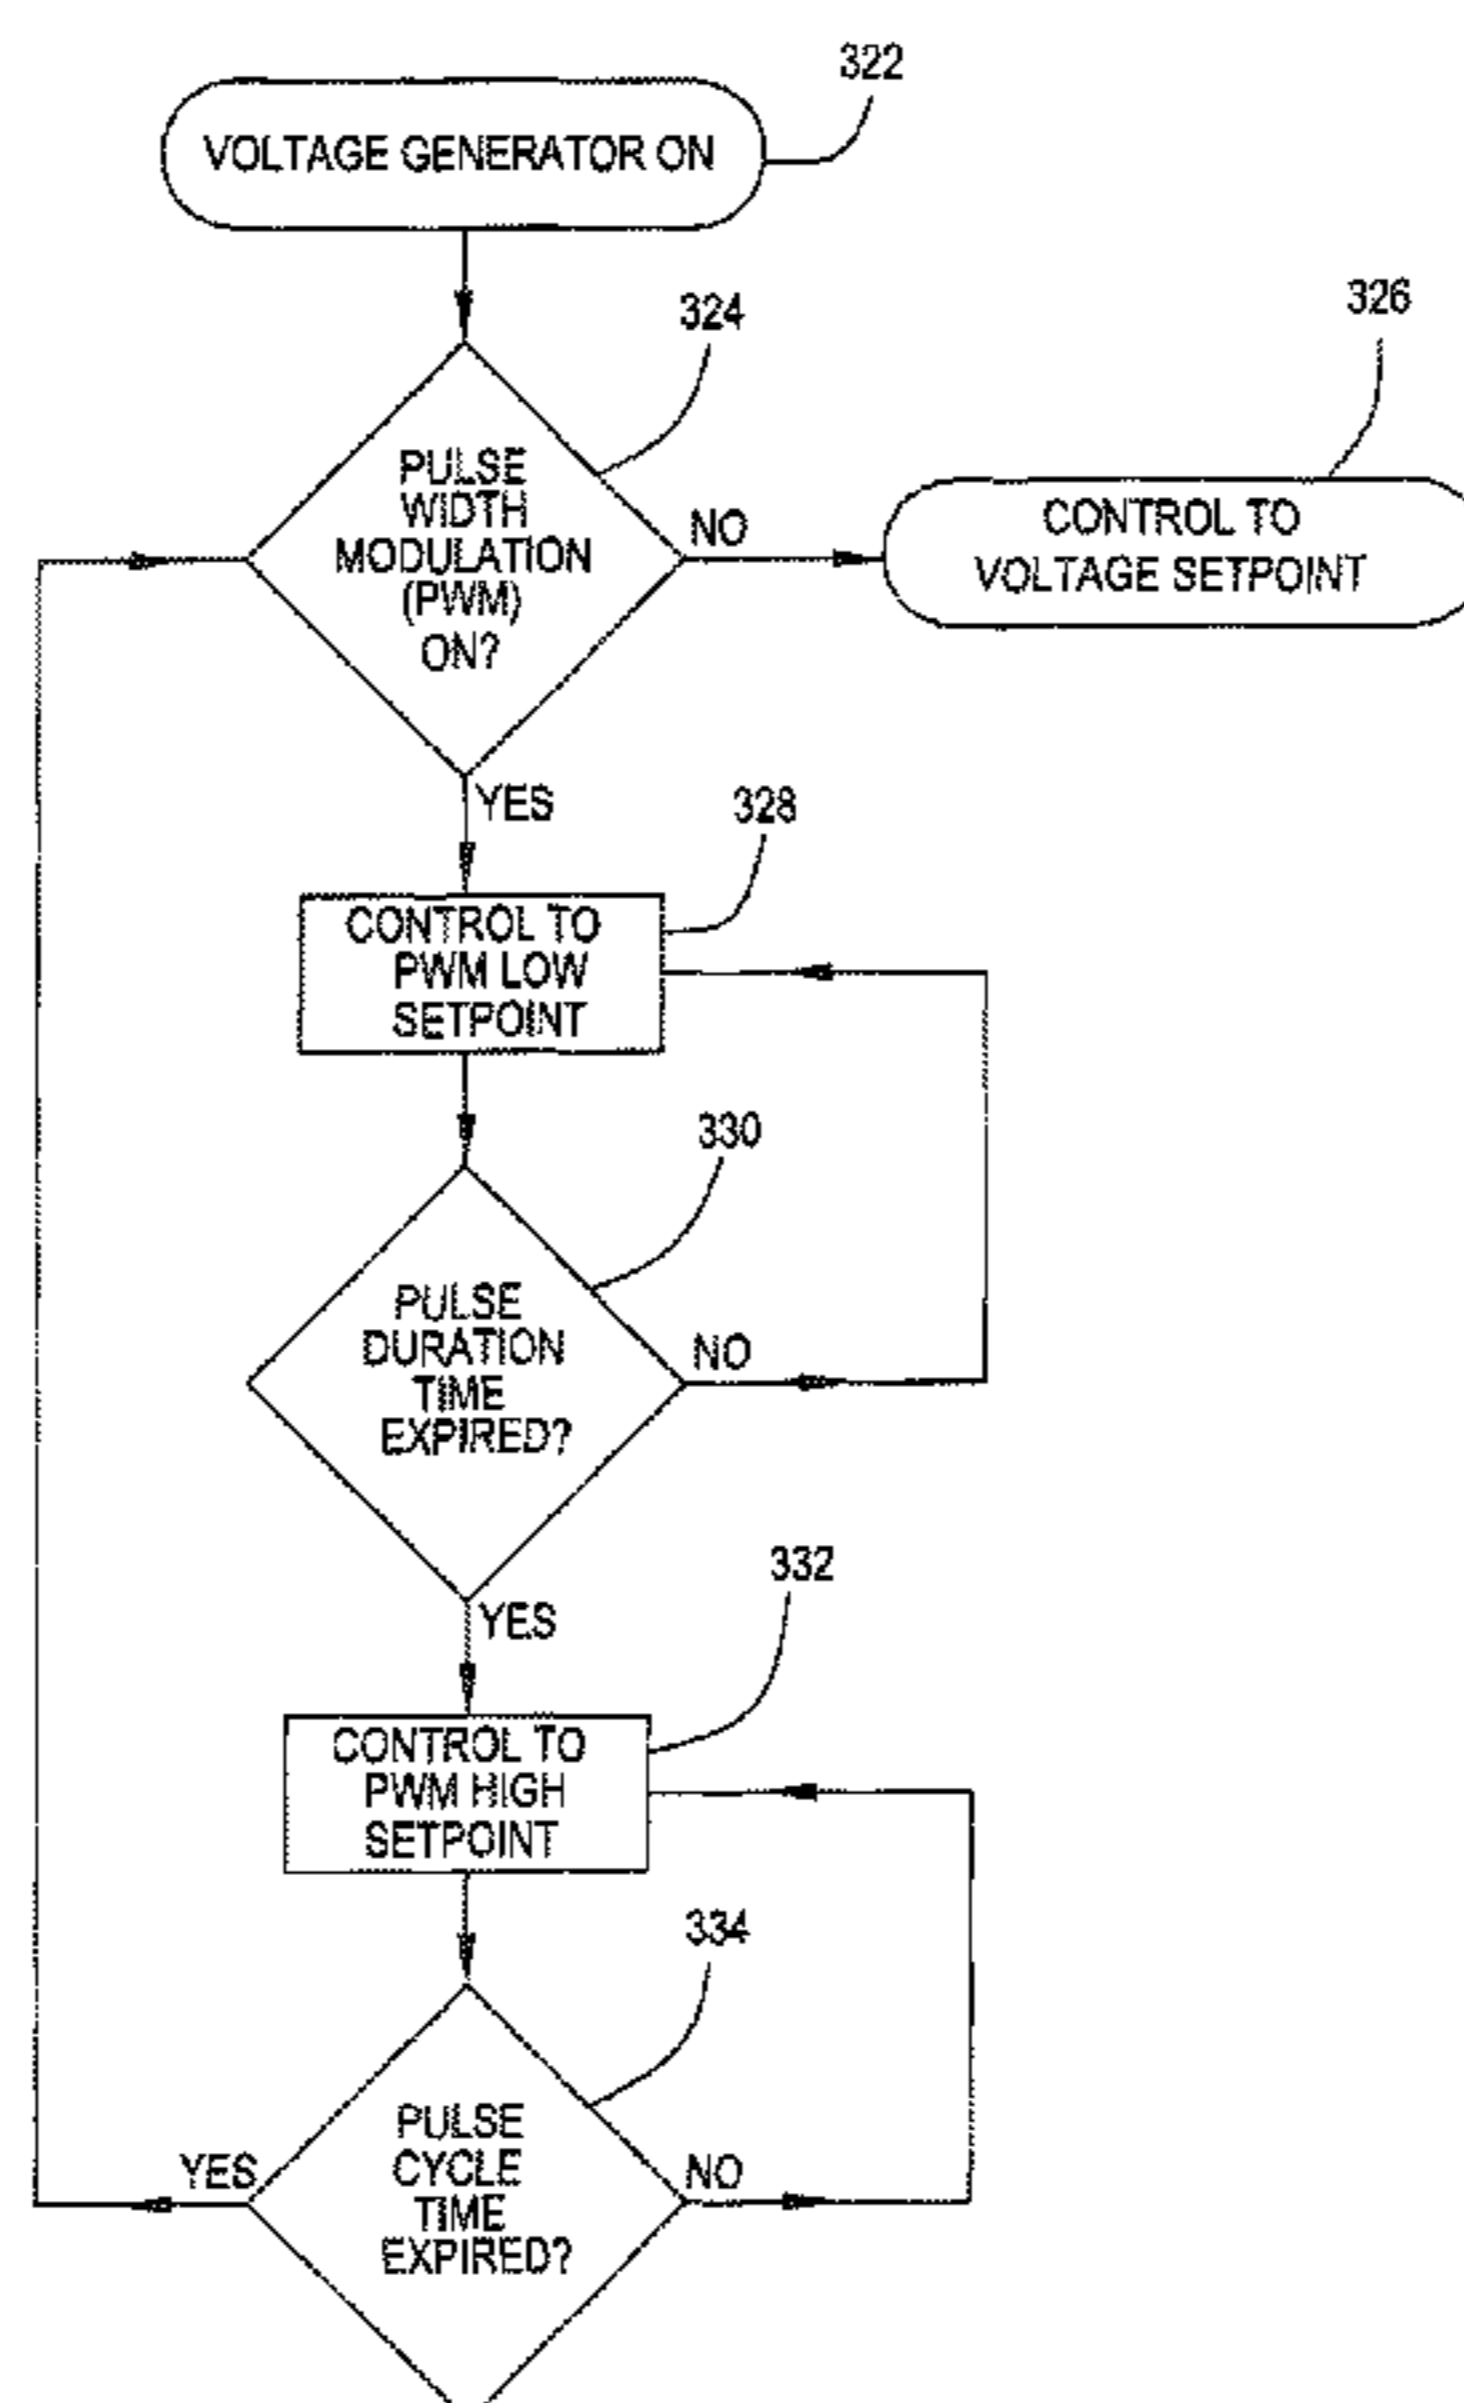 322
VOLTAGE GENERATOR ON
324
326
PULSE
WIDTH
MODULATION
(PWM)
ON?
NO
CONTROL TO
VOLTAGE SETPOINT
YES
328
CONTROL TO
PWM LOW
SETPOINT
330
PULSE
DURATION
TIME
EXPIRED?
NO
YES
332
CONTROL TO
PWM HIGH
SETPOINT
334
PULSE
CYCLE
TIME
EXPIRED?
YES
NO